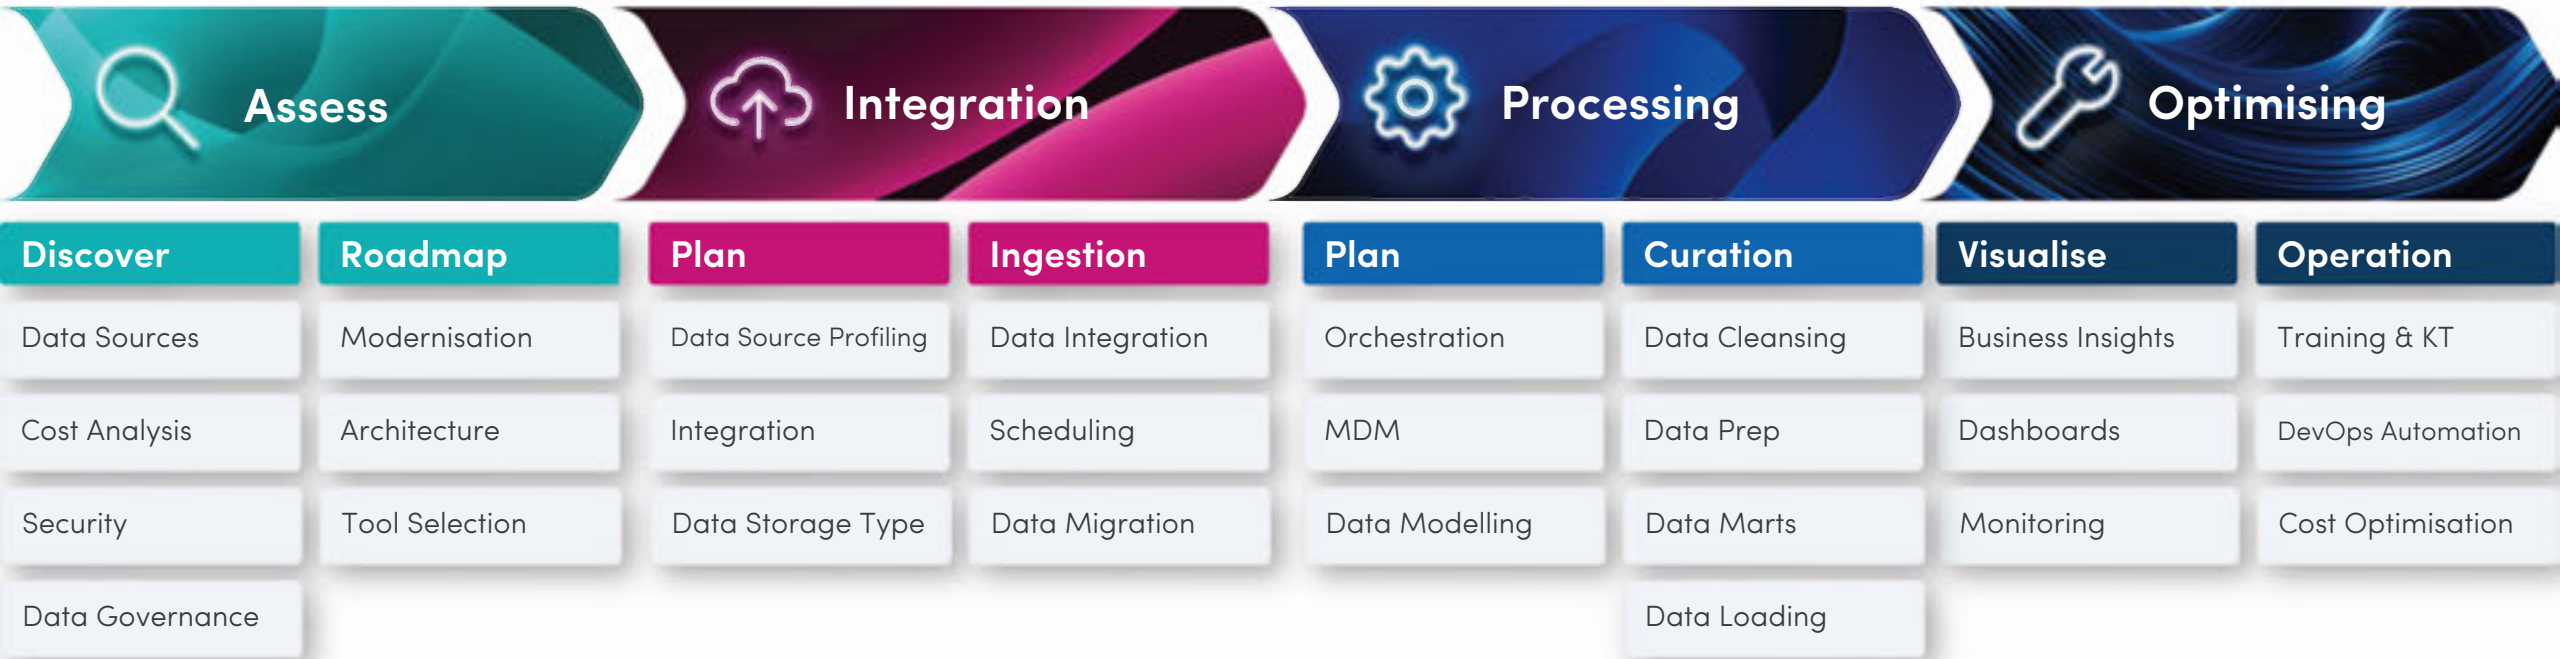 Assess
Integration
Processing
Optimising
Discover
Roadmap
Plan
Ingestion
Plan
Curation
Visualise
Operation
Data Sources
Modernisation
Data Source Profiling
Data Integration
Orchestration
Data Cleansing
Business Insights
Training & KT
Cost Analysis
Architecture
Integration
Scheduling
MDM
Data Prep
Dashboards
DevOps Automation
Security
Tool Selection
Data Storage Type
Data Migration
Data Modelling
Data Marts
Monitoring
Cost Optimisation
Data Governance
Data Loading